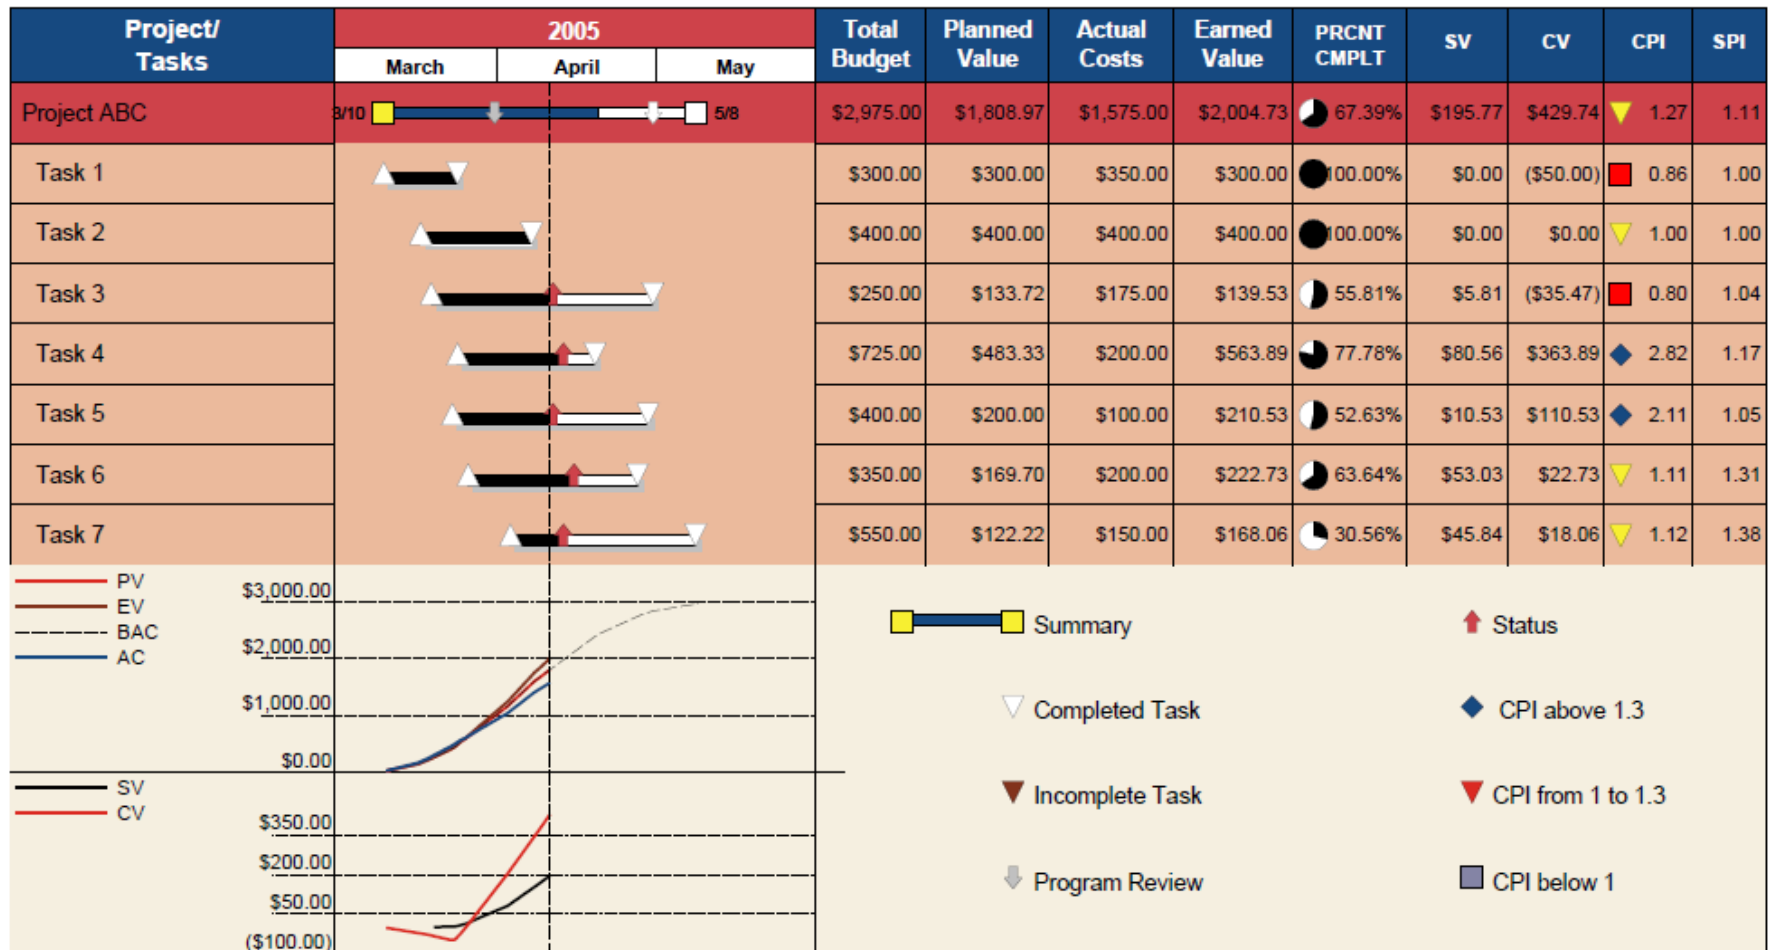 Project/
Tasks
2005
March April May
Total
Budget
Planned
Value
Actual
Costs
Earned
Value
PRCNT
CMPLT
SV
CV
CPI
SPI
Project ABC 3/10 5/8 $2,975.00 $1,808.97 $1,575.00 $2,004.73 67.39% $195.77 $429.74 1.27 1.11
Task 1 $300.00 $300.00 $350.00 $300.00 100.00% $0.00 ($50.00) 0.86 1.00
Task 2 $400.00 $400.00 $400.00 $400.00 100.00% $0.00 $0.00 1.00 1.00
Task 3 $250.00 $133.72 $175.00 $139.53 55.81% $5.81 ($35.47) 0.80 1.04
Task 4 $725.00 $483.33 $200.00 $563.89 77.78% $80.56 $363.89 2.82 1.17
Task 5 $400.00 $200.00 $100.00 $210.53 52.63% $10.53 $110.53 2.11 1.05
Task 6 $350.00 $169.70 $200.00 $222.73 63.64% $53.03 $22.73 1.11 1.31
Task 7 $550.00 $122.22 $150.00 $168.06 30.56% $45.84 $18.06 1.12 1.38
PV
EV
BAC
AC
$3,000.00
$2,000.00
$1,000.00
$0.00
SV
CV
$350.00
$200.00
$50.00
($100.00)
Summary
Completed Task
Incomplete Task
Program Review
Status
CPI above 1.3
CPI from 1 to 1.3
CPI below 1